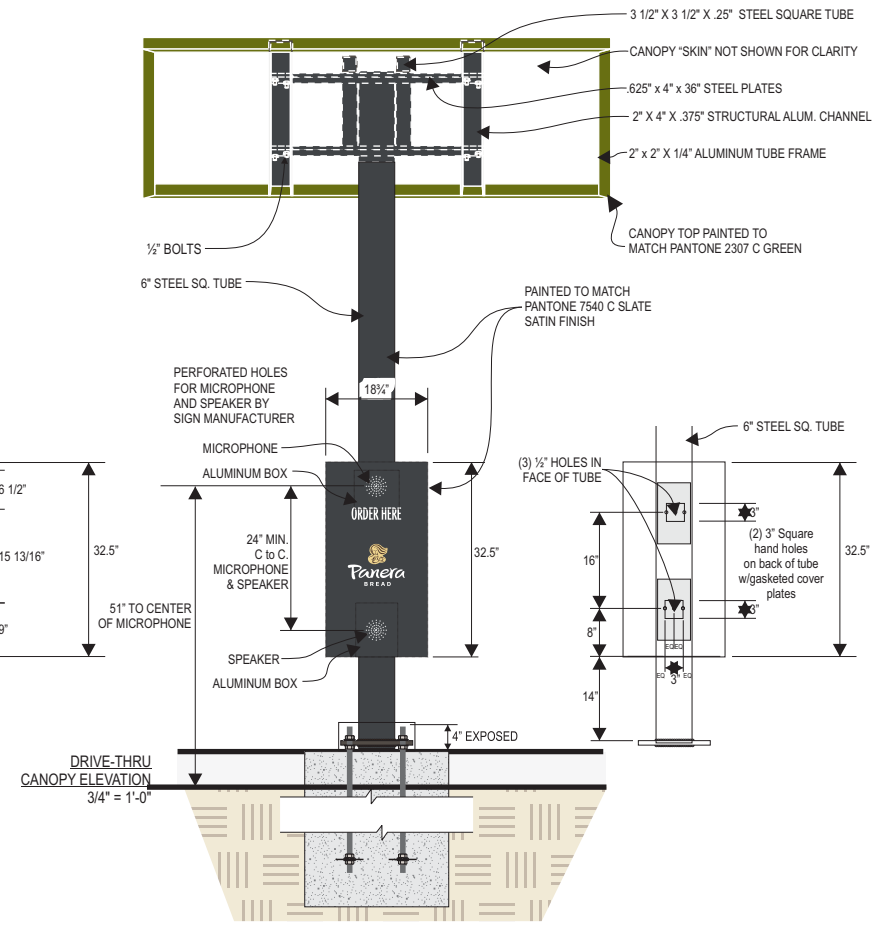 3 1/2" X 3 1/2" X .25" STEEL SQUARE TUBE
CANOPY “SKIN” NOT SHOWN FOR CLARITY
.625" x 4" x 36" STEEL PLATES
2" X 4" X .375" STRUCTURAL ALUM. CHANNEL
2” x 2" X 1/4” ALUMINUM TUBE FRAME
CANOPY TOP PAINTED TO
MATCH PANTONE 2307 C GREEN
½” BOLTS
6" STEEL SQ. TUBE
PAINTED TO MATCH
PANTONE 7540 C SLATE
SATIN FINISH
PERFORATED HOLES
FOR MICROPHONE
AND SPEAKER BY
SIGN MANUFACTURER
18¾”
MICROPHONE
ALUMINUM BOX
ORDER HERE
24" MIN.
C to C.
MICROPHONE
& SPEAKER
Panera
BREAD
32.5"
51” TO CENTER
OF MICROPHONE
SPEAKER
ALUMINUM BOX
6 1/2"
15 13/16"
9"
32.5"
4” EXPOSED
DRIVE-THRU
CANOPY ELEVATION
3/4" = 1'-0"
6" STEEL SQ. TUBE
(3) ½” HOLES IN
FACE OF TUBE
3”
(2) 3” Square
hand holes
on back of tube
w/gasketed cover
plates
3”
32.5"
16”
8”
EQ EQ
EQ 3” EQ
14”